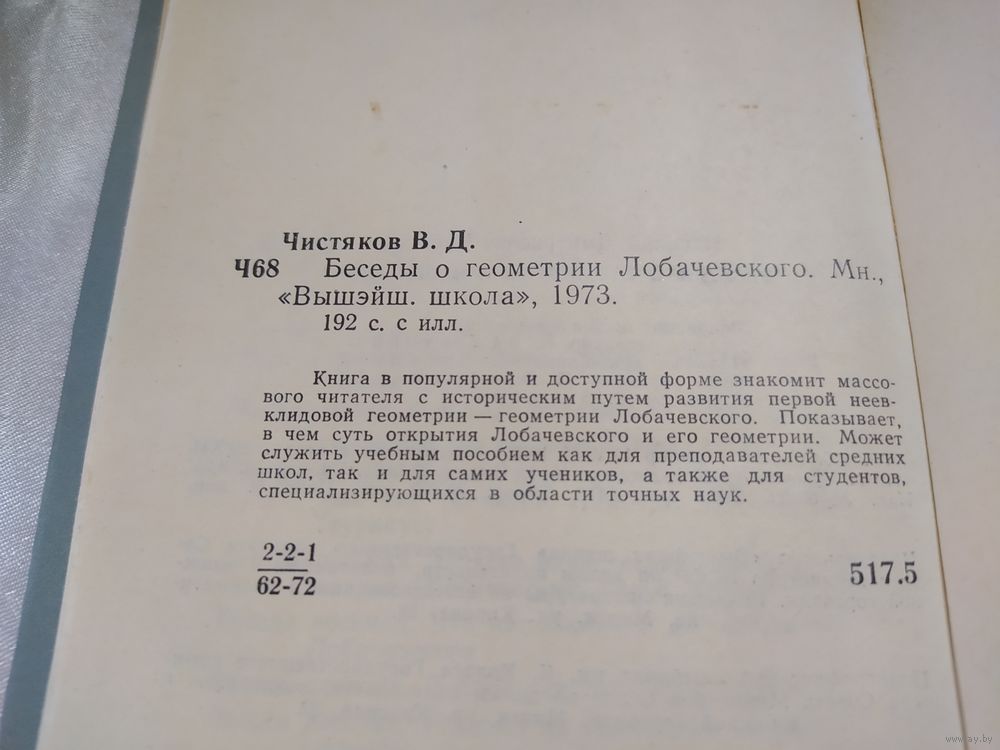 Чистяков В. Д.
Ч68 Беседы о геометрии Лобачевского. Мн.,
«Вышэйш. школа», 1973.
192 с. с илл.
Книга в популярной и доступной форме знакомит массо-
вого читателя с историческим путем развития первой неев-
клидовой геометрии — геометрии Лобачевского. Показывает,
в чем суть открытия Лобачевского и его геометрии. Может
служить учебным пособием как для преподавателей средних
школ, так и для самих учеников, а также для студентов,
специализирующихся в области точных наук.
2-2-1
62-72
517.5
www.ay.by